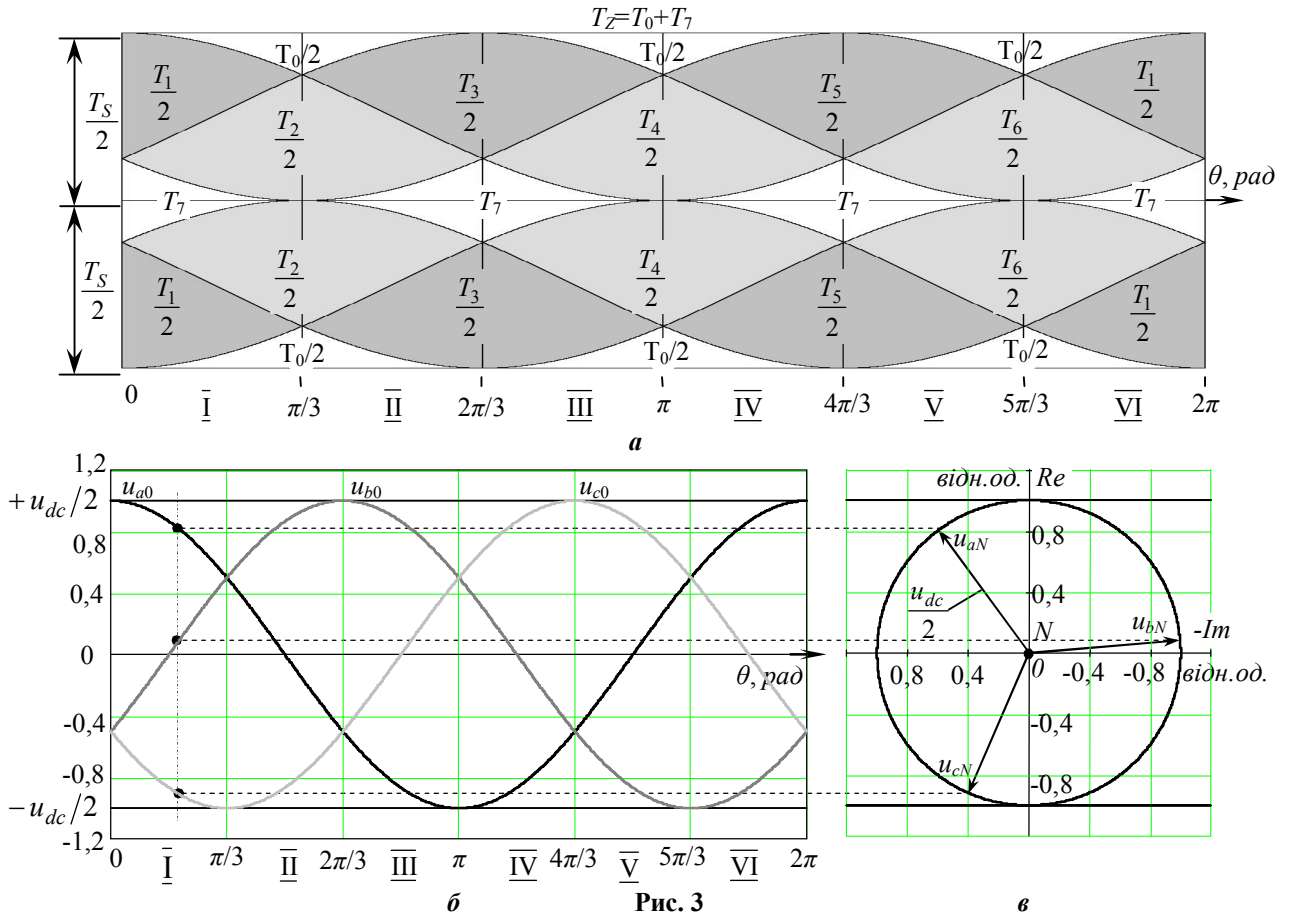 T_Z=T_0+T_7
T_0/2 T_0/2 T_0/2
T_1/2 T_2/2 T_3/2 T_4/2 T_5/2 T_6/2 T_1/2
T_S/2
T_7 T_7 T_7 T_7
θ, рад
T_S/2
T_1/2 T_2/2 T_3/2 T_4/2 T_5/2 T_6/2 T_1/2
T_0/2 T_0/2 T_0/2
0 I π/3 II 2π/3 III π IV 4π/3 V 5π/3 VI 2π
а
1,2
+u_dc/2
0,8
0,4
0
-0,4
-0,8
−u_dc/2
-1,2
u_a0 u_b0 u_c0
θ, рад
0 I π/3 II 2π/3 III π IV 4π/3 V 5π/3 VI 2π
б
відн.од. Re
0,8
u_aN
0,4
u_dc/2
N
u_bN
-Im
0,8 0,4 0 -0,4 -0,8 відн.од.
-0,4
u_cN
-0,8
в
Рис. 3